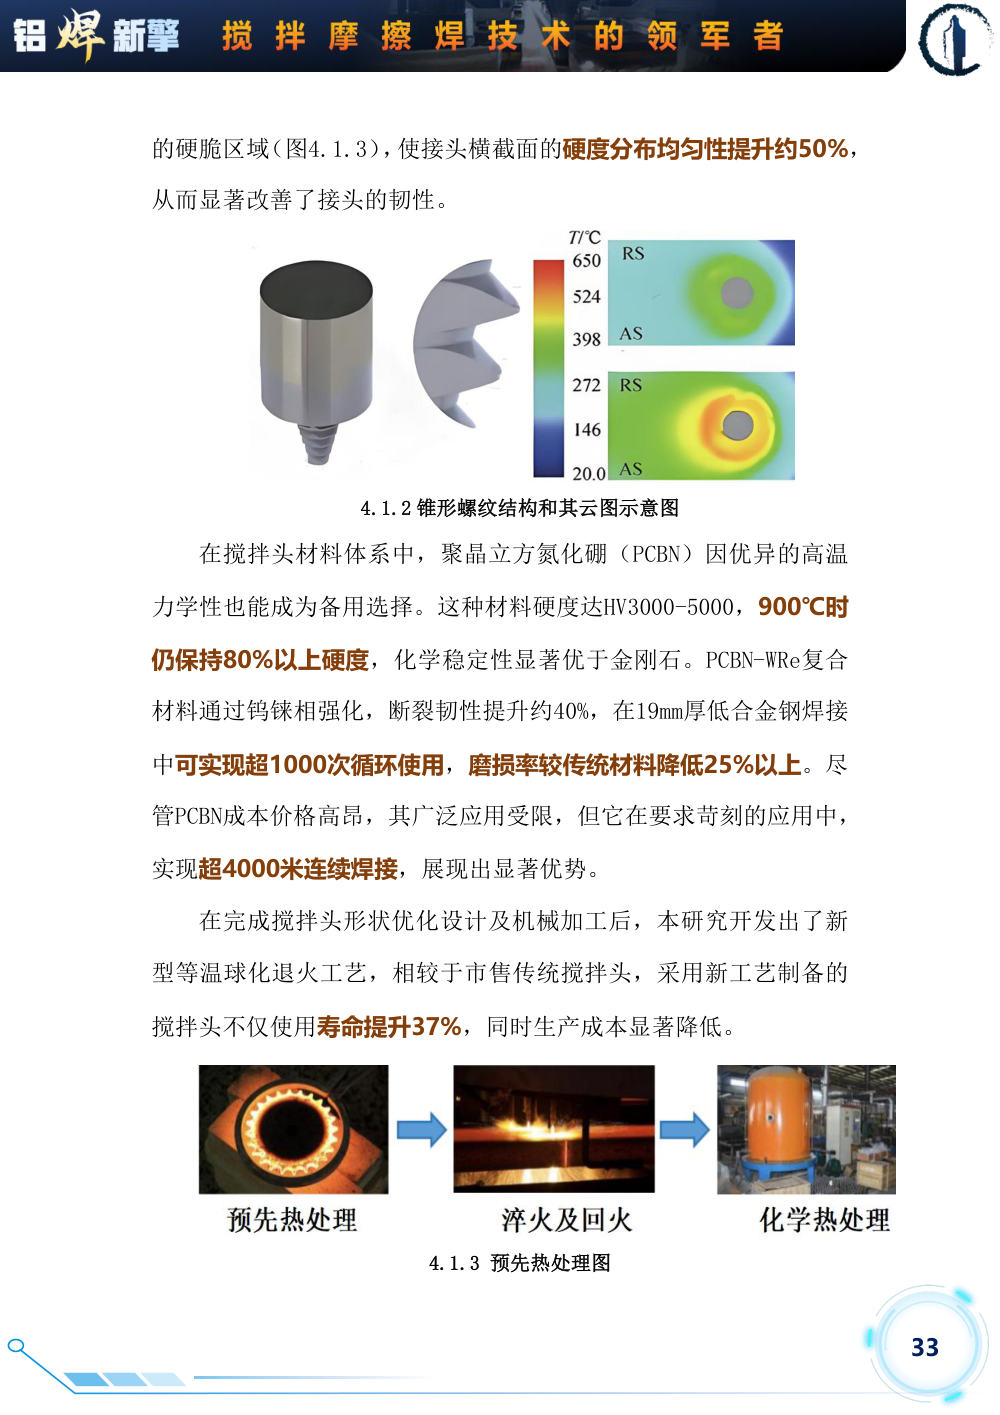 铝焊新擎 搅拌摩擦焊技术的领军者
的硬脆区域（图4.1.3），使接头横截面的硬度分布均匀性提升约50%，
从而显著改善了接头的韧性。
T/℃
650
524
398
272
146
20.0
RS
AS
RS
AS
4.1.2锥形螺纹结构和其云图示意图
在搅拌头材料体系中，聚晶立方氮化硼（PCBN）因优异的高温
力学性也能成为备用选择。这种材料硬度达HV3000-5000，900℃时
仍保持80%以上硬度，化学稳定性显著优于金刚石。PCBN-WRe复合
材料通过钨铼相强化，断裂韧性提升约40%，在19mm厚低合金钢焊接
中可实现超1000次循环使用，磨损率较传统材料降低25%以上。尽
管PCBN成本价格高昂，其广泛应用受限，但它在要求苛刻的应用中，
实现超4000米连续焊接，展现出显著优势。
在完成搅拌头形状优化设计及机械加工后，本研究开发出了新
型等温球化退火工艺，相较于市售传统搅拌头，采用新工艺制备的
搅拌头不仅使用寿命提升37%，同时生产成本显著降低。
预先热处理 淬火及回火 化学热处理
4.1.3 预先热处理图
33